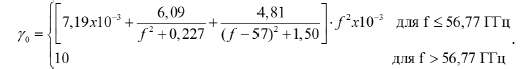 γ₀ = { [7,19x10⁻³ + 6,09/(f² + 0,227) + 4,81/((f − 57)² + 1,50)] · f²x10⁻³ для f ≤ 56,77 ГГц
10 для f > 56,77 ГГц .